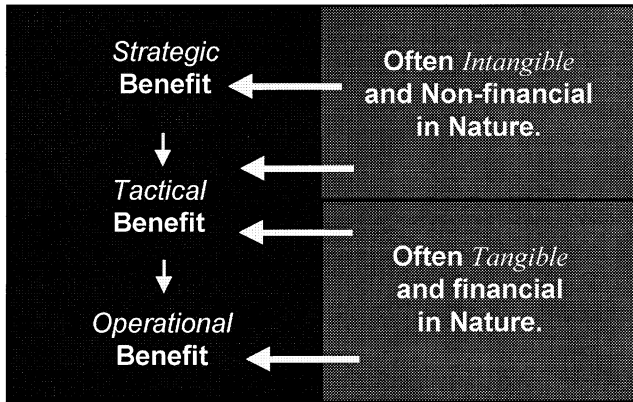 Strategic
Benefit
Tactical
Benefit
Operational
Benefit
Often Intangible
and Non-financial
in Nature.
Often Tangible
and financial
in Nature.